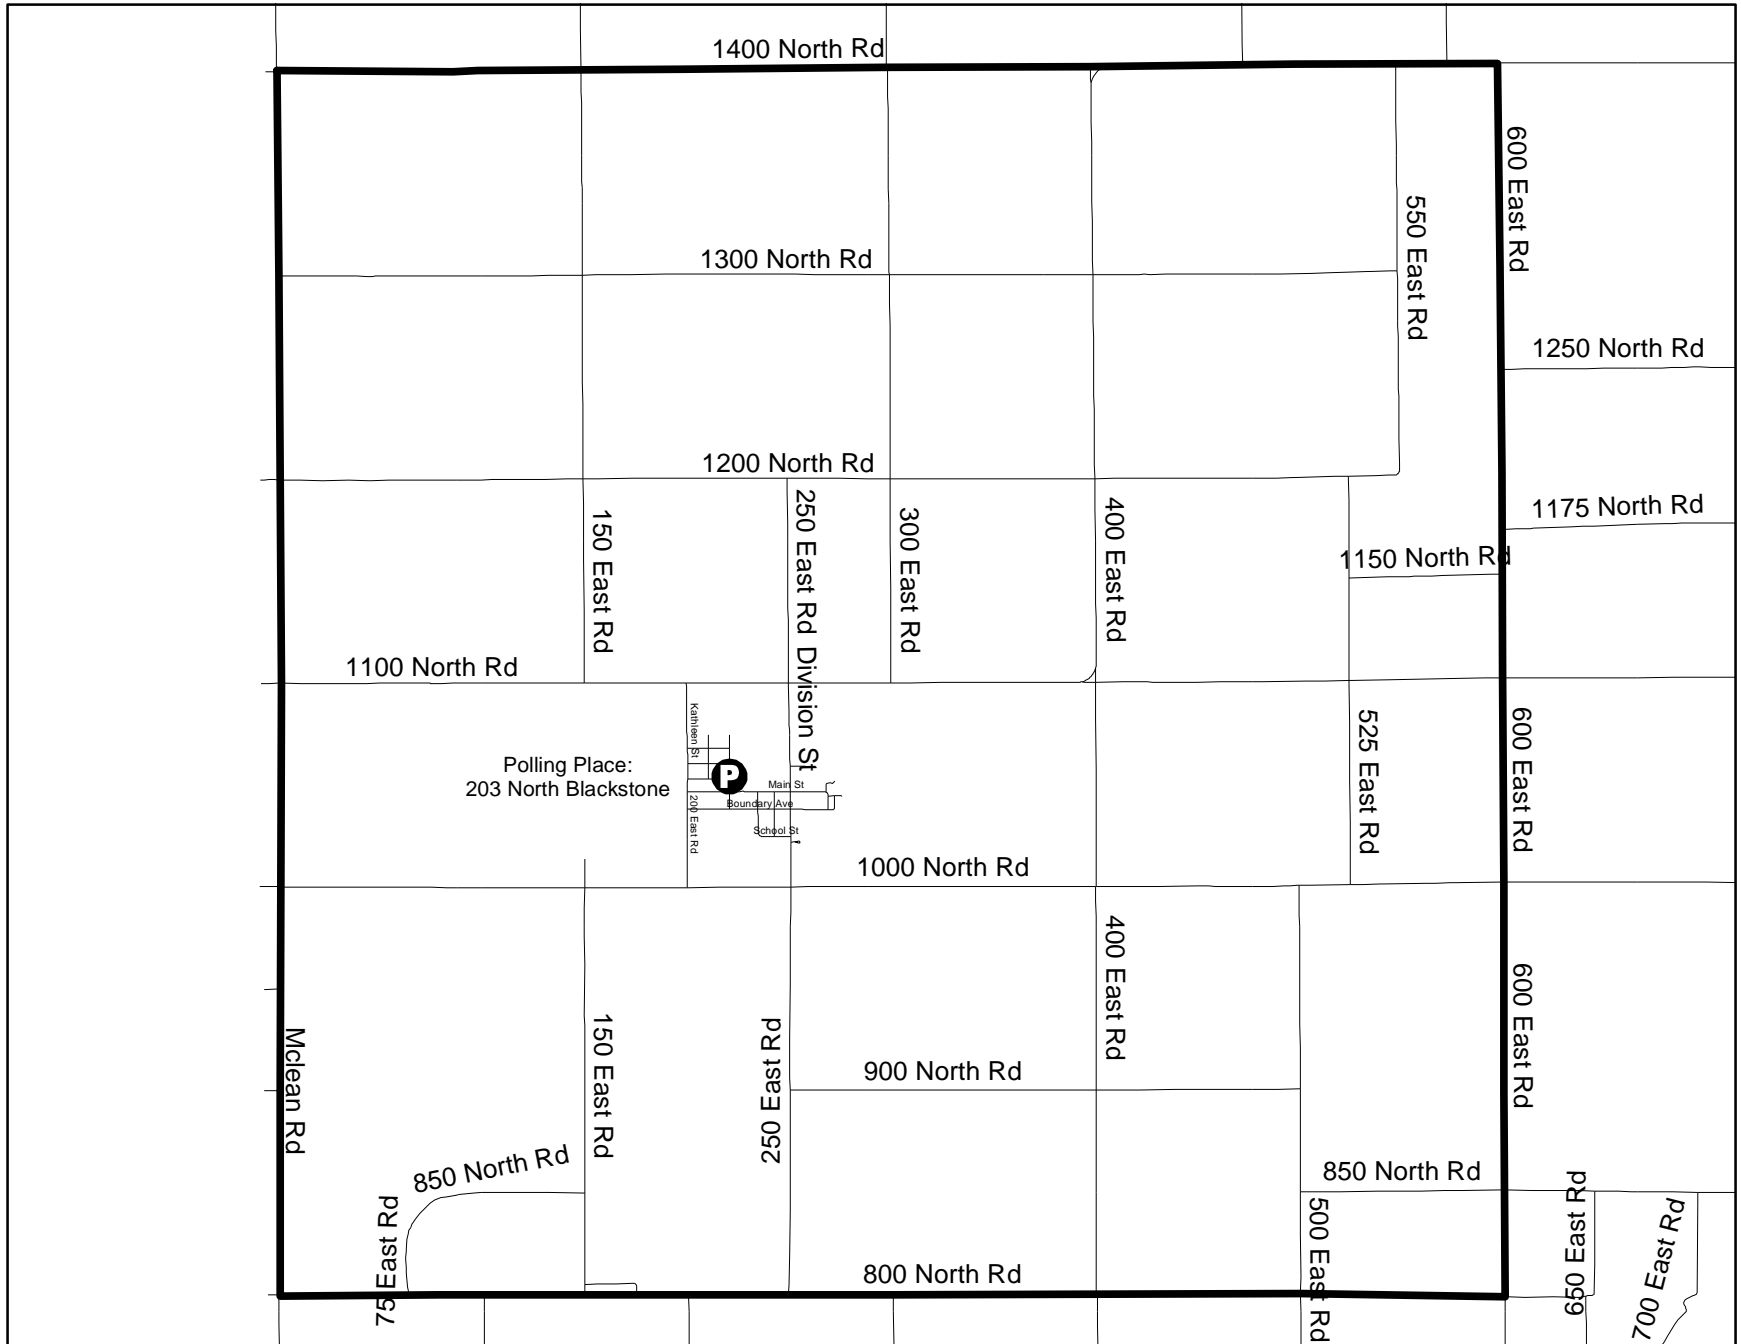 1400 North Rd
600 East Rd
550 East Rd
1300 North Rd
1250 North Rd
1200 North Rd
250 East Rd
150 East Rd
300 East Rd
400 East Rd
1175 North Rd
1150 North Rd
Division St
1100 North Rd
Kathleen St
525 East Rd
600 East Rd
Polling Place:
203 North Blackstone
P
Main St
Boundary Ave
200 East Rd
School St
1000 North Rd
400 East Rd
600 East Rd
Mclean Rd
150 East Rd
250 East Rd
900 North Rd
850 North Rd
850 North Rd
75 East Rd
500 East Rd
650 East Rd
700 East Rd
800 North Rd